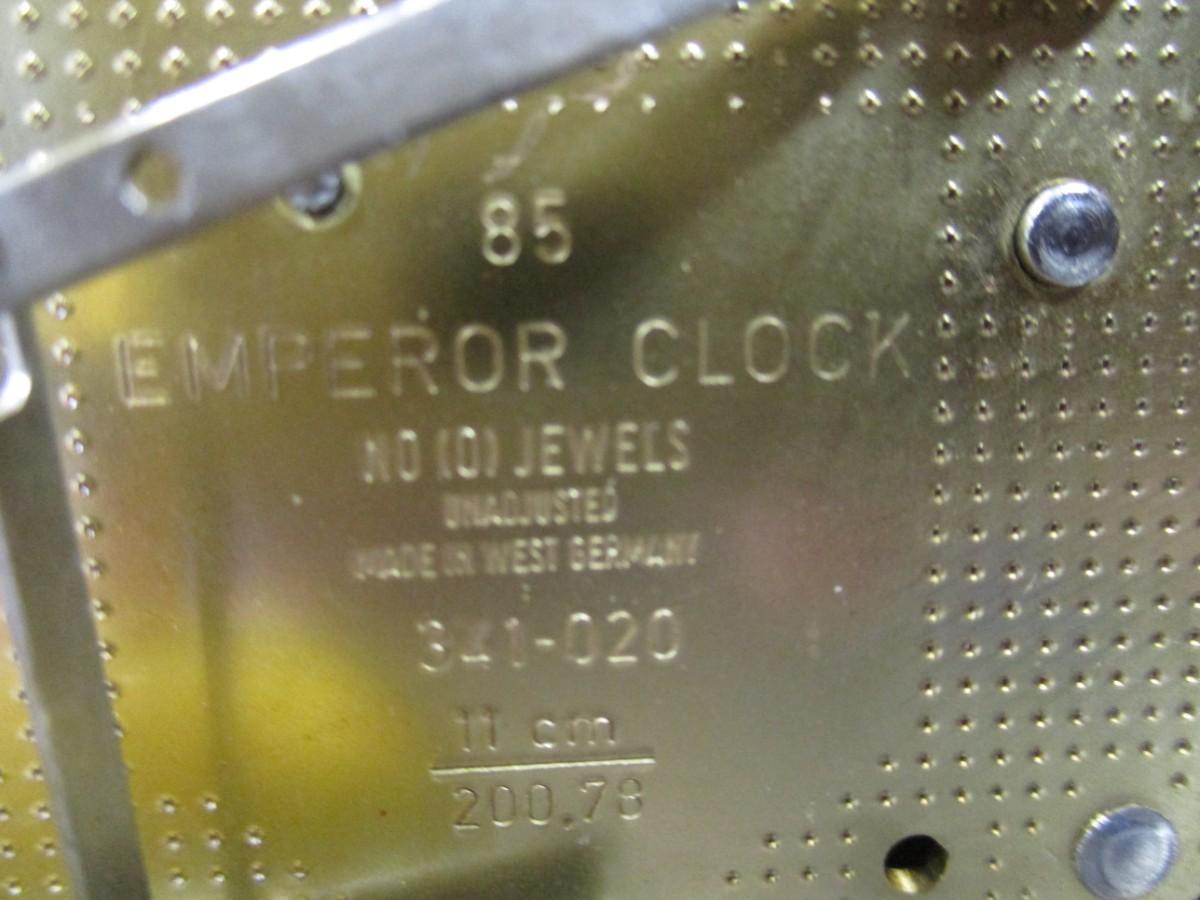 85
EMPEROR CLOCK
NO (0) JEWELS
UNADJUSTED
MADE IN WEST GERMANY
341-020
11 cm
200.78